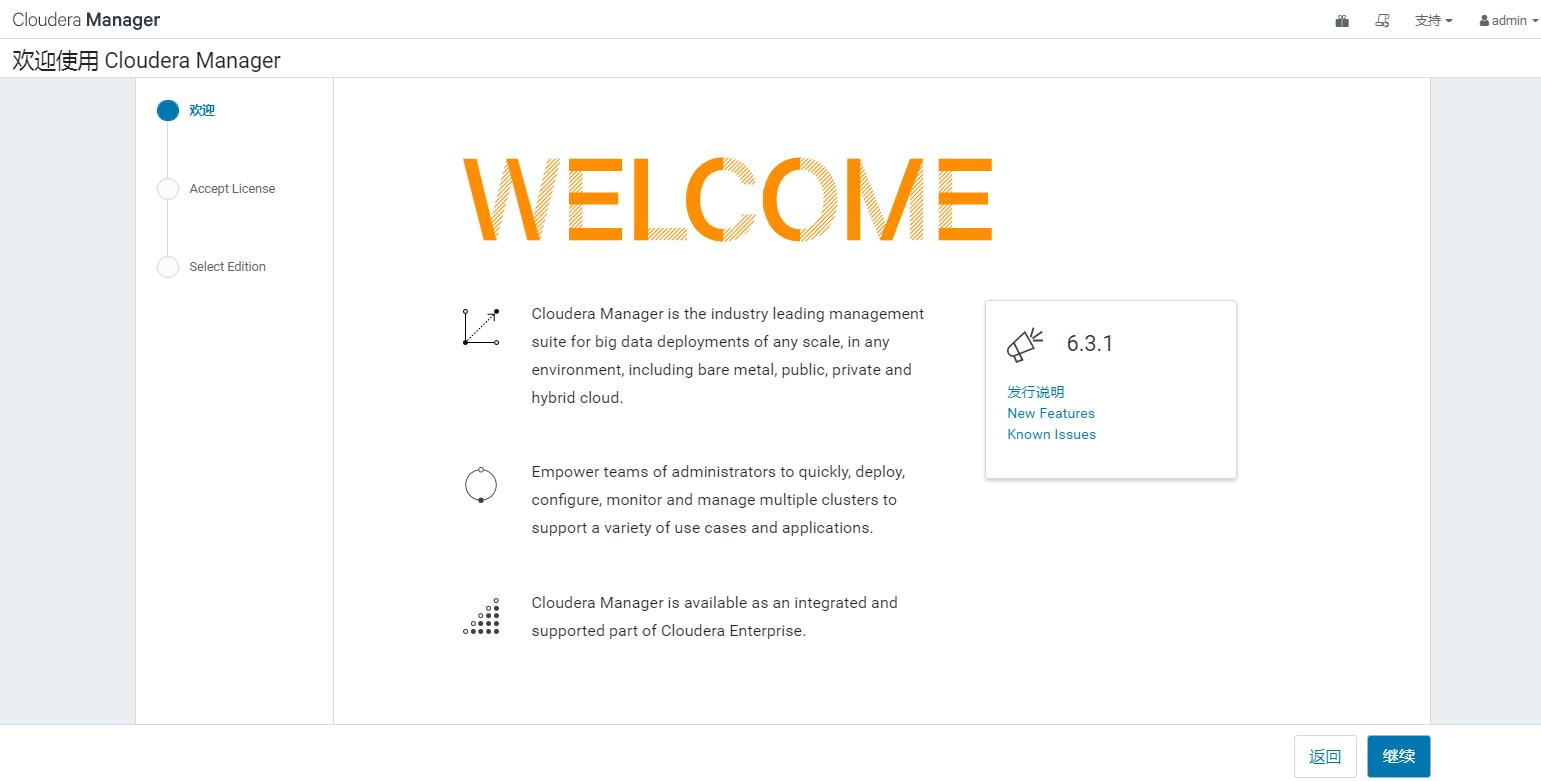 Cloudera Manager
支持
admin
欢迎使用 Cloudera Manager
欢迎
Accept License
Select Edition
WELCOME
Cloudera Manager is the industry leading management
suite for big data deployments of any scale, in any
environment, including bare metal, public, private and
hybrid cloud.
Empower teams of administrators to quickly, deploy,
configure, monitor and manage multiple clusters to
support a variety of use cases and applications.
Cloudera Manager is available as an integrated and
supported part of Cloudera Enterprise.
6.3.1
发行说明
New Features
Known Issues
返回
继续